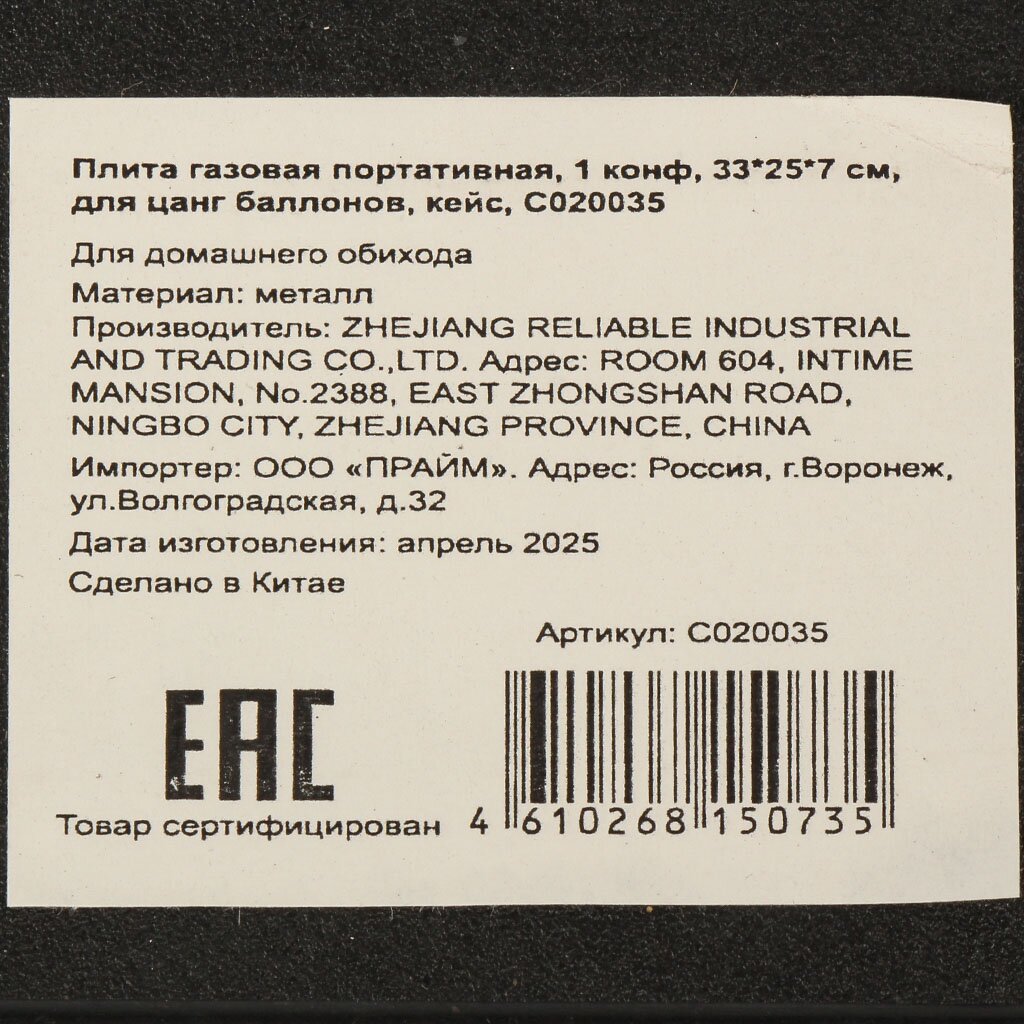 Плита газовая портативная, 1 конф, 33*25*7 см,
для цанг баллонов, кейс, C020035
Для домашнего обихода
Материал: металл
Производитель: ZHEJIANG RELIABLE INDUSTRIAL
AND TRADING CO.,LTD. Адрес: ROOM 604, INTIME
MANSION, No.2388, EAST ZHONGSHAN ROAD,
NINGBO CITY, ZHEJIANG PROVINCE, CHINA
Импортер: ООО «ПРАЙМ». Адрес: Россия, г.Воронеж,
ул.Волгоградская, д.32
Дата изготовления: апрель 2025
Сделано в Китае
Артикул: C020035
EAC
Товар сертифицирован
4 610268 150735